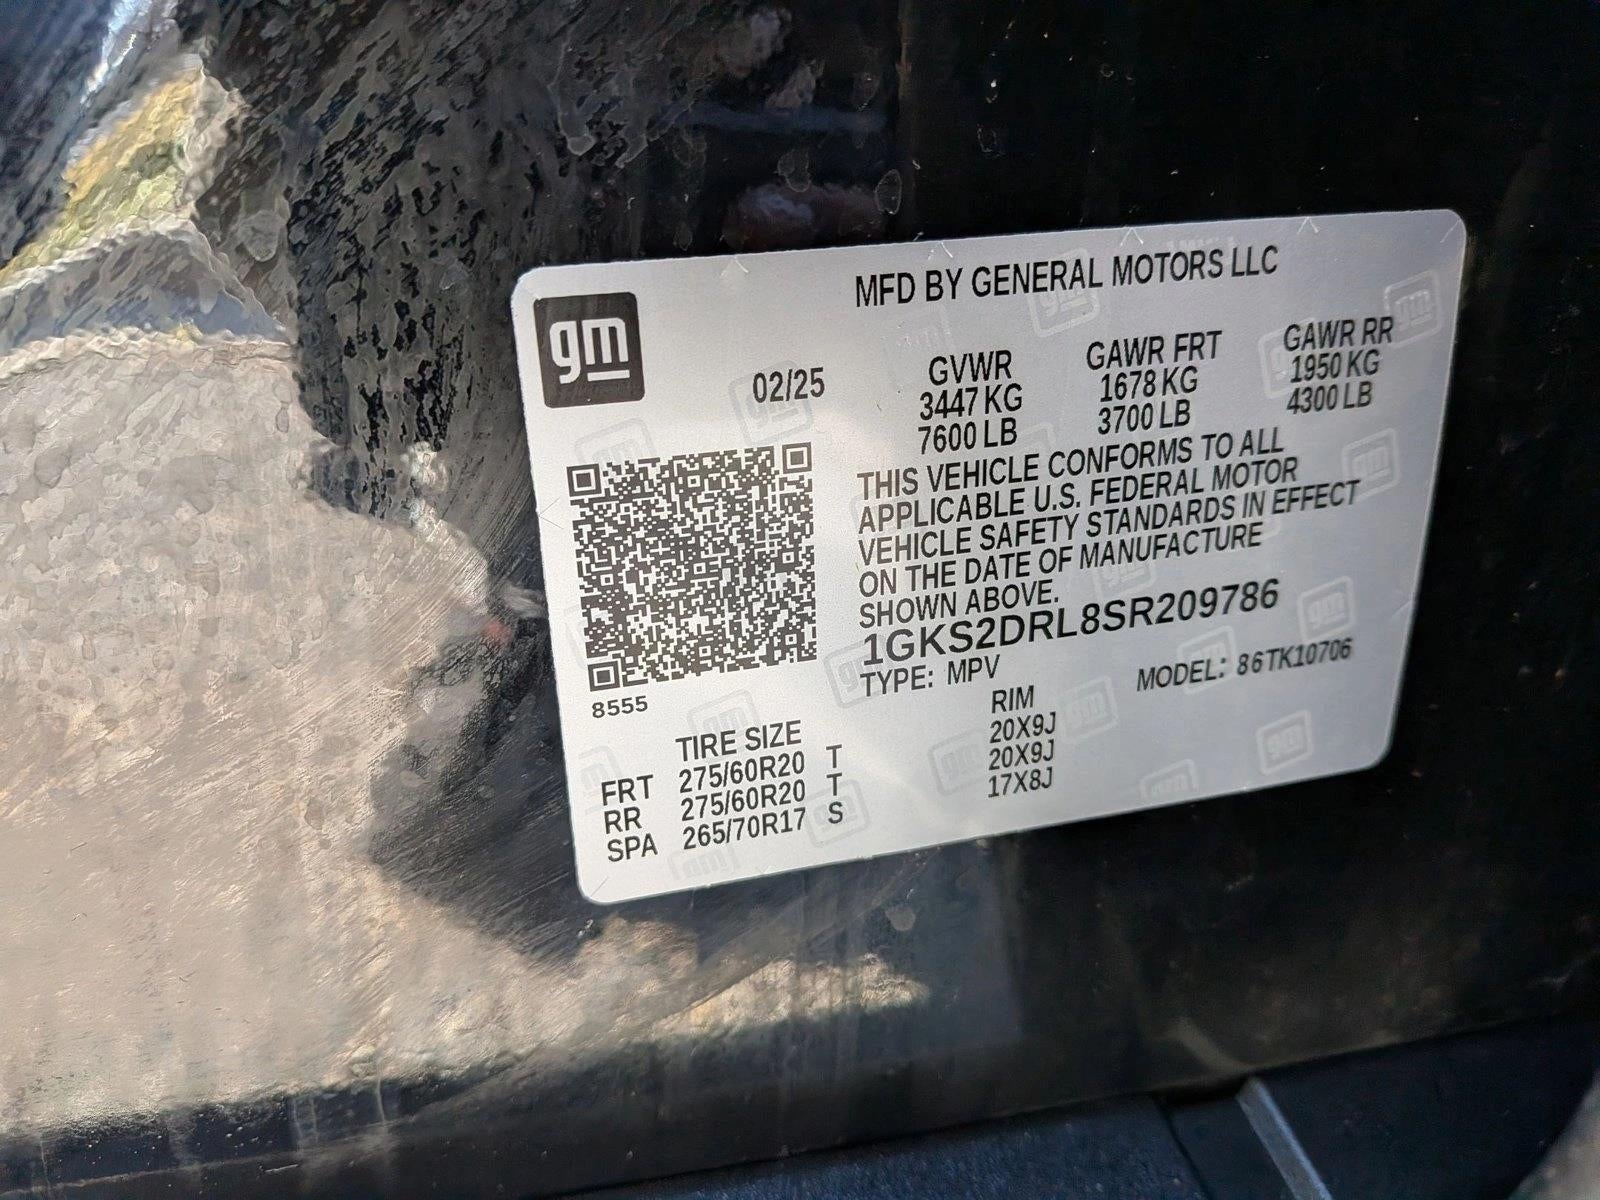 gm
MFD BY GENERAL MOTORS LLC
02/25
GVWR
3447 KG
7600 LB
GAWR FRT
1678 KG
3700 LB
GAWR RR
1950 KG
4300 LB
THIS VEHICLE CONFORMS TO ALL
APPLICABLE U.S. FEDERAL MOTOR
VEHICLE SAFETY STANDARDS IN EFFECT
ON THE DATE OF MANUFACTURE
SHOWN ABOVE.
1GKS2DRL8SR209786
TYPE: MPV MODEL: 86TK10706
8555
TIRE SIZE RIM
FRT 275/60R20 T 20X9J
RR 275/60R20 T 20X9J
SPA 265/70R17 S 17X8J